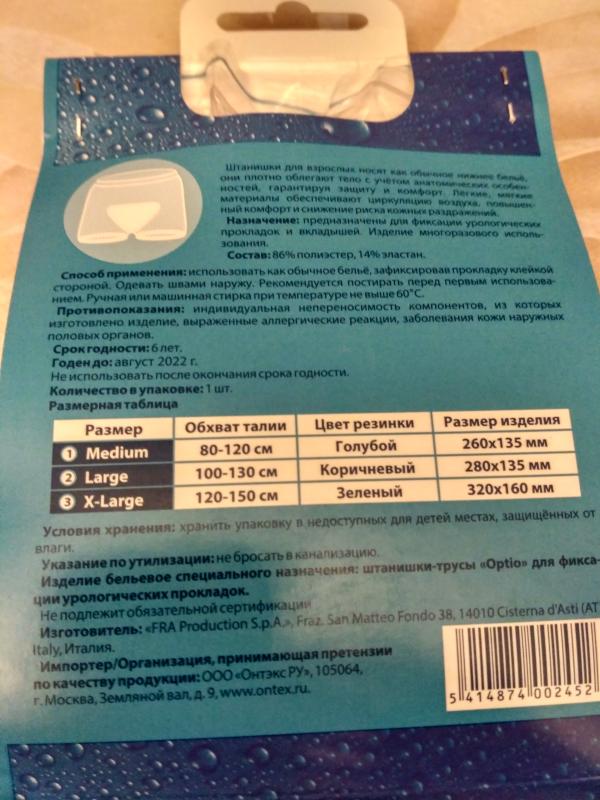 Штанишки для взрослых носят как обычное нижнее бельё,
они плотно облегают тело с учётом анатомических особен-
ностей, гарантируя защиту и комфорт. Лёгкие, мягкие
материалы обеспечивают циркуляцию воздуха, повышен-
ный комфорт и снижение риска кожных раздражений.
Назначение: предназначены для фиксации урологических
прокладок и вкладышей. Изделие многоразового исполь-
зования.
Состав: 86% полиэстер, 14% эластан.
Способ применения: использовать как обычное бельё, зафиксировав прокладку клейкой
стороной. Одевать швами наружу. Рекомендуется постирать перед первым использова-
нием. Ручная или машинная стирка при температуре не выше 60°С.
Противопоказания: индивидуальная непереносимость компонентов, из которых
изготовлено изделие, выраженные аллергические реакции, заболевания кожи наружных
половых органов.
Срок годности: 6 лет.
Годен до: август 2022 г.
Не использовать после окончания срока годности.
Количество в упаковке: 1 шт.
Размерная таблица
Размер Обхват талии Цвет резинки Размер изделия
1 Medium 80-120 см Голубой 260x135 мм
2 Large 100-130 см Коричневый 280x135 мм
3 X-Large 120-150 см Зеленый 320x160 мм
Условия хранения: хранить упаковку в недоступных для детей местах, защищённых от
влаги.
Указание по утилизации: не бросать в канализацию.
Изделие бельевое специального назначения: штанишки-трусы «Optio» для фикса-
ции урологических прокладок.
Не подлежит обязательной сертификации
Изготовитель: «FRA Production S.p.A.», Fraz. San Matteo Fondo 38, 14010 Cisterna d'Asti (AT)
Italy, Италия.
Импортер/Организация, принимающая претензии
по качеству продукции: ООО «Онтэкс РУ», 105064,
г. Москва, Земляной вал, д. 9, www.ontex.ru.
5 414874 002452